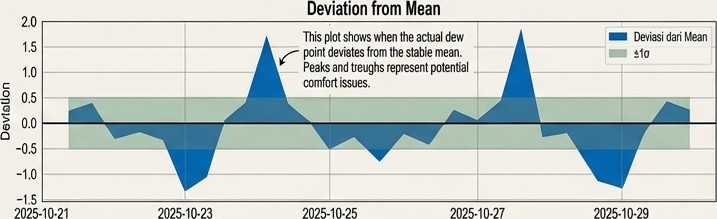 Deviation from Mean
This plot shows when the actual dew
point deviates from the stable mean.
Peaks and treughs represent potential
comfort issues.
Deviasi dari Mean
±1σ
Deviation
2.0
1.5
1.0
0.5
0.0
−0.5
−1.0
−1.5
2025-10-21
2025-10-23
2025-10-25
2025-10-27
2025-10-29